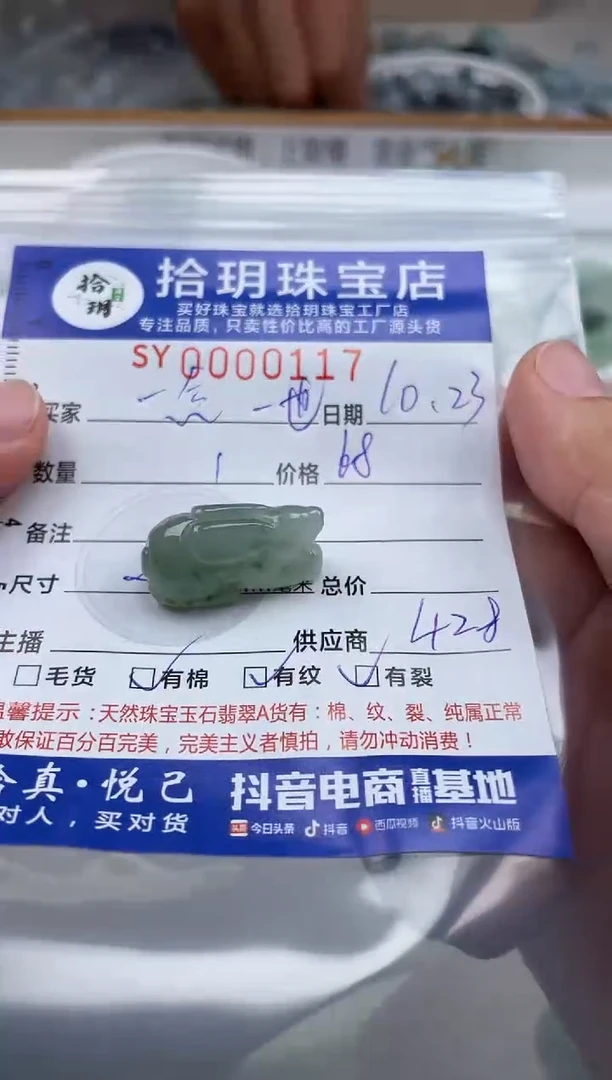 拾玥
拾玥珠宝店
买好珠宝就选拾玥珠宝工厂店
专注品质，只卖性价比高的工厂源头货
SY0000117
买家 一点 一地 日期 10.23
数量 1 价格 68
备注
尺寸 毫米 总价
主播 供应商 428
毛货 有棉 有纹 有裂
温馨提示：天然珠宝玉石翡翠A货有：棉、纹、裂、纯属正常
敢保证百分百完美，完美主义者慎拍，请勿冲动消费！
真·悦己 抖音电商直播基地
对人，买对货 头条 今日头条 抖音 西瓜视频 抖音火山版